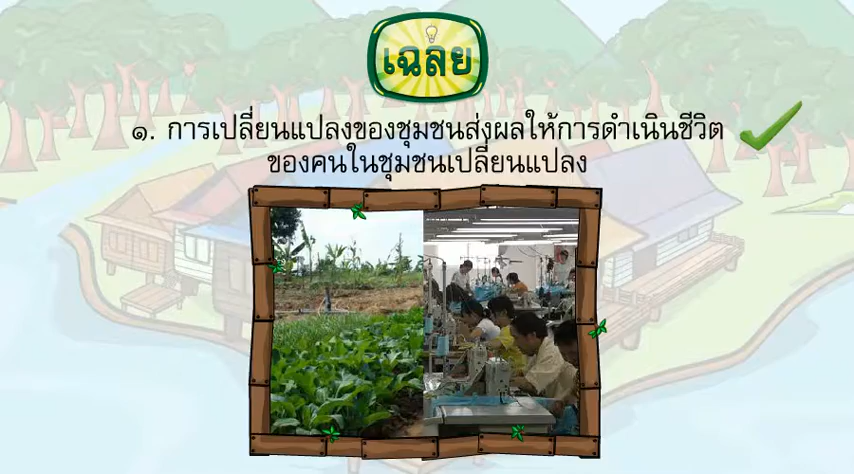 เฉลย
๑. การเปลี่ยนแปลงของชุมชนส่งผลให้การดำเนินชีวิต
ของคนในชุมชนเปลี่ยนแปลง